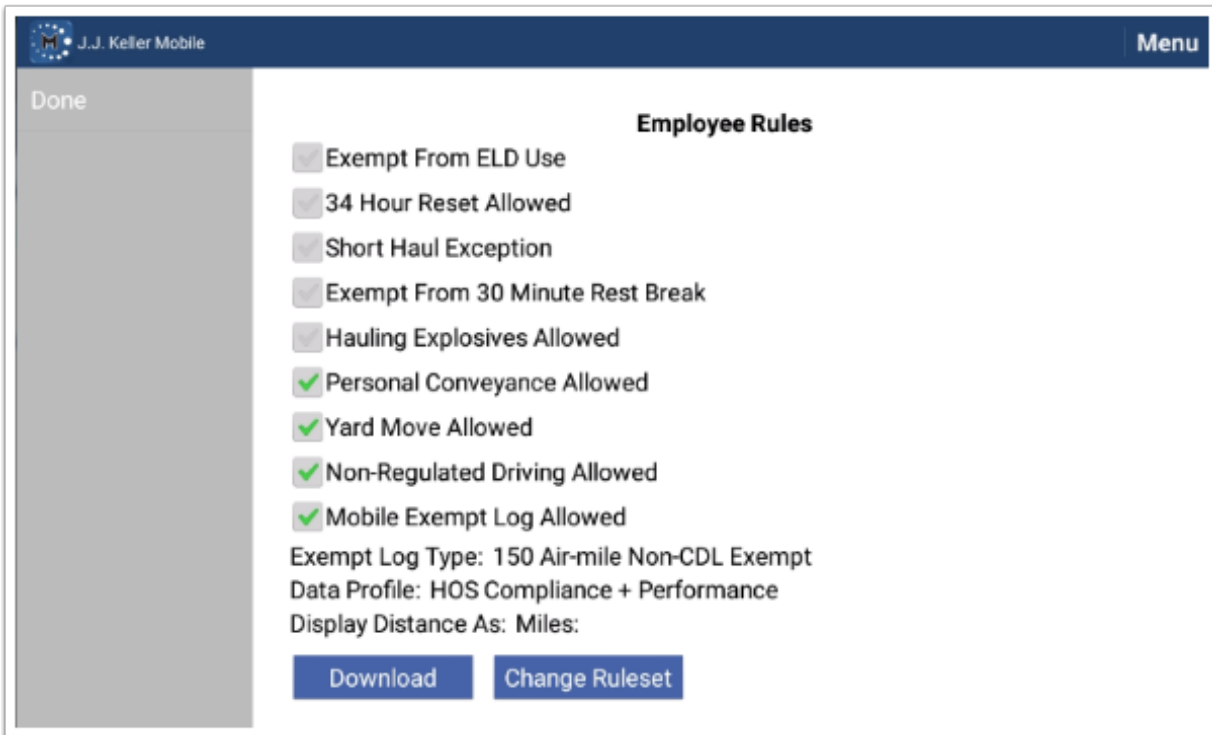 J.J. Keller Mobile
Menu
Done
Employee Rules
Exempt From ELD Use
34 Hour Reset Allowed
Short Haul Exception
Exempt From 30 Minute Rest Break
Hauling Explosives Allowed
Personal Conveyance Allowed
Yard Move Allowed
Non-Regulated Driving Allowed
Mobile Exempt Log Allowed
Exempt Log Type: 150 Air-mile Non-CDL Exempt
Data Profile: HOS Compliance + Performance
Display Distance As: Miles:
Download
Change Ruleset